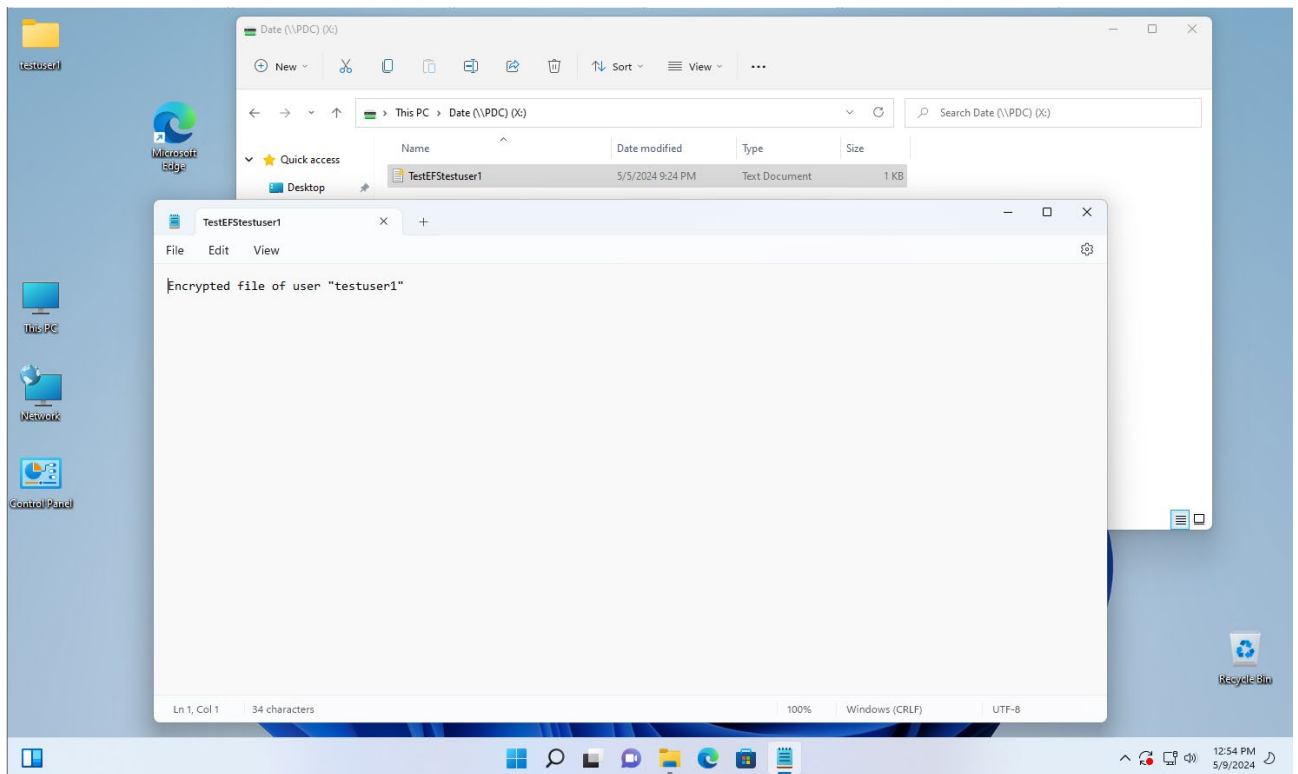 testuser1
Microsoft
Edge
This PC
Network
Control Panel
Recycle Bin
Date (\\PDC) (X:)
New
Sort
View
This PC > Date (\\PDC) (X:)
Search Date (\\PDC) (X:)
Name Date modified Type Size
Quick access
Desktop
TestEFStestuser1 5/5/2024 9:24 PM Text Document 1 KB
TestEFStestuser1
File Edit View
Encrypted file of user "testuser1"
Ln 1, Col 1 34 characters 100% Windows (CRLF) UTF-8
12:54 PM
5/9/2024